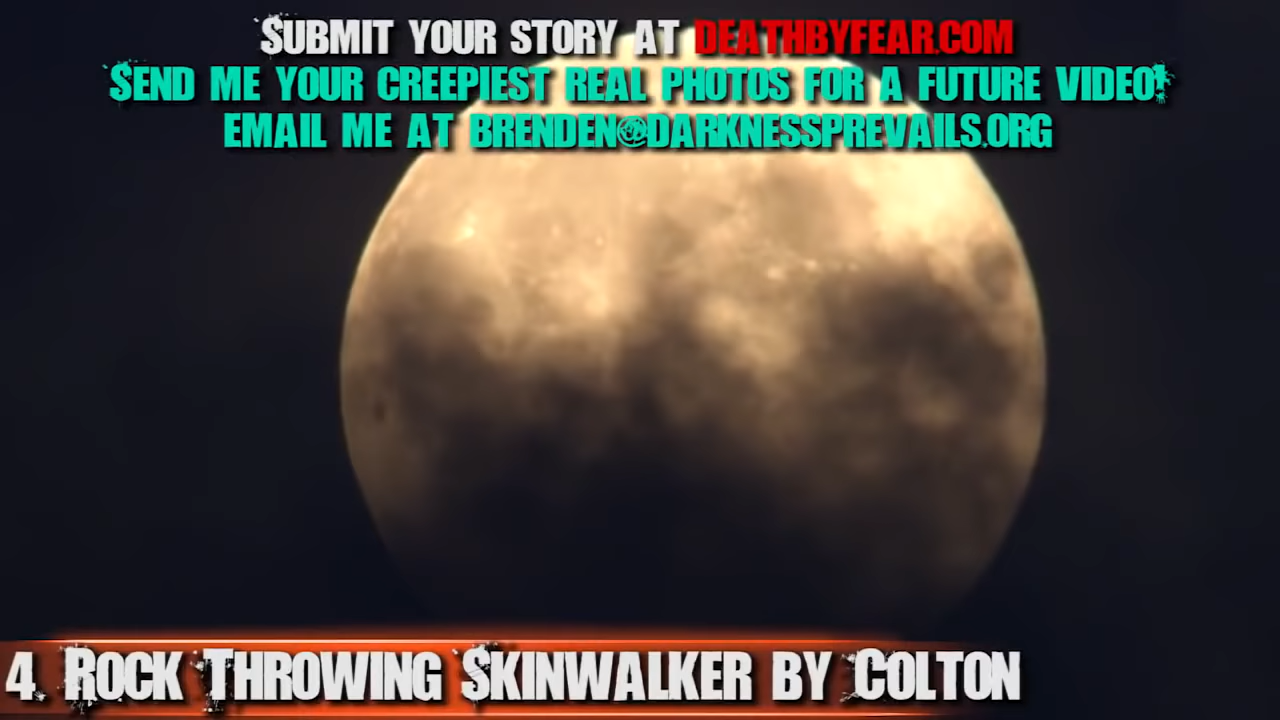 Submit your story at deathbyfear.com
Send me your creepiest real photos for a future video!
email me at brenden@darknessprevails.org
4. Rock Throwing Skinwalker by Colton